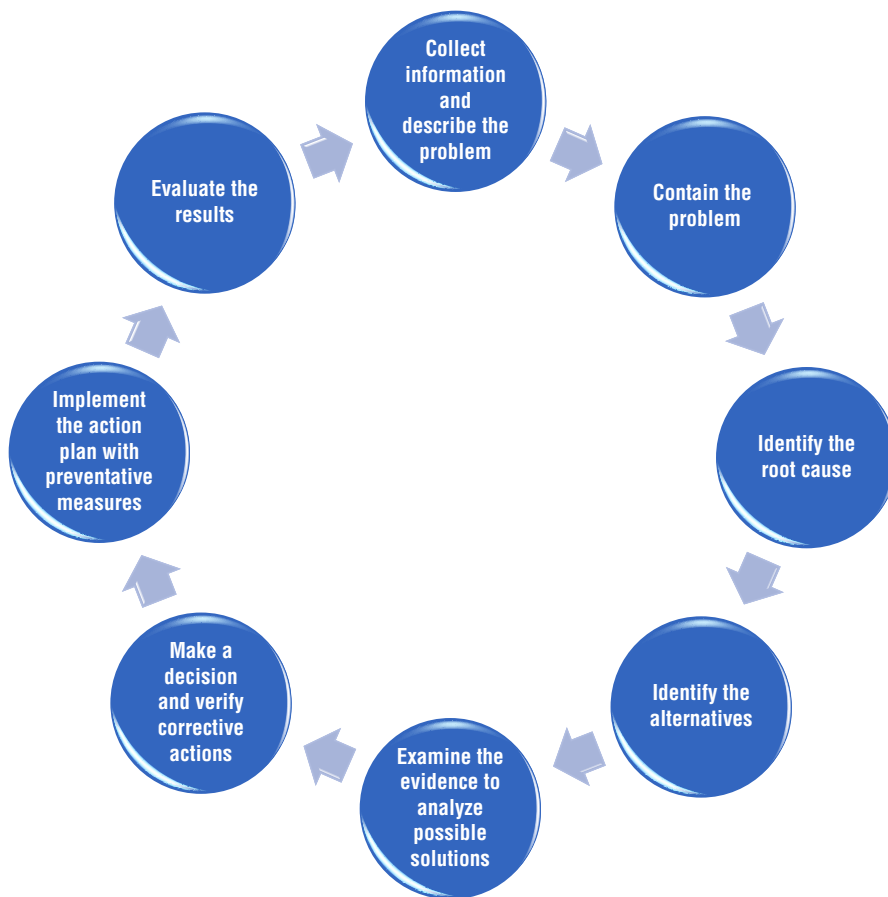 Collect
information
and
describe the
problem
Contain the
problem
Identify the
root cause
Identify the
alternatives
Examine the
evidence to
analyze
possible
solutions
Make a
decision
and verify
corrective
actions
Implement
the action
plan with
preventative
measures
Evaluate the
results